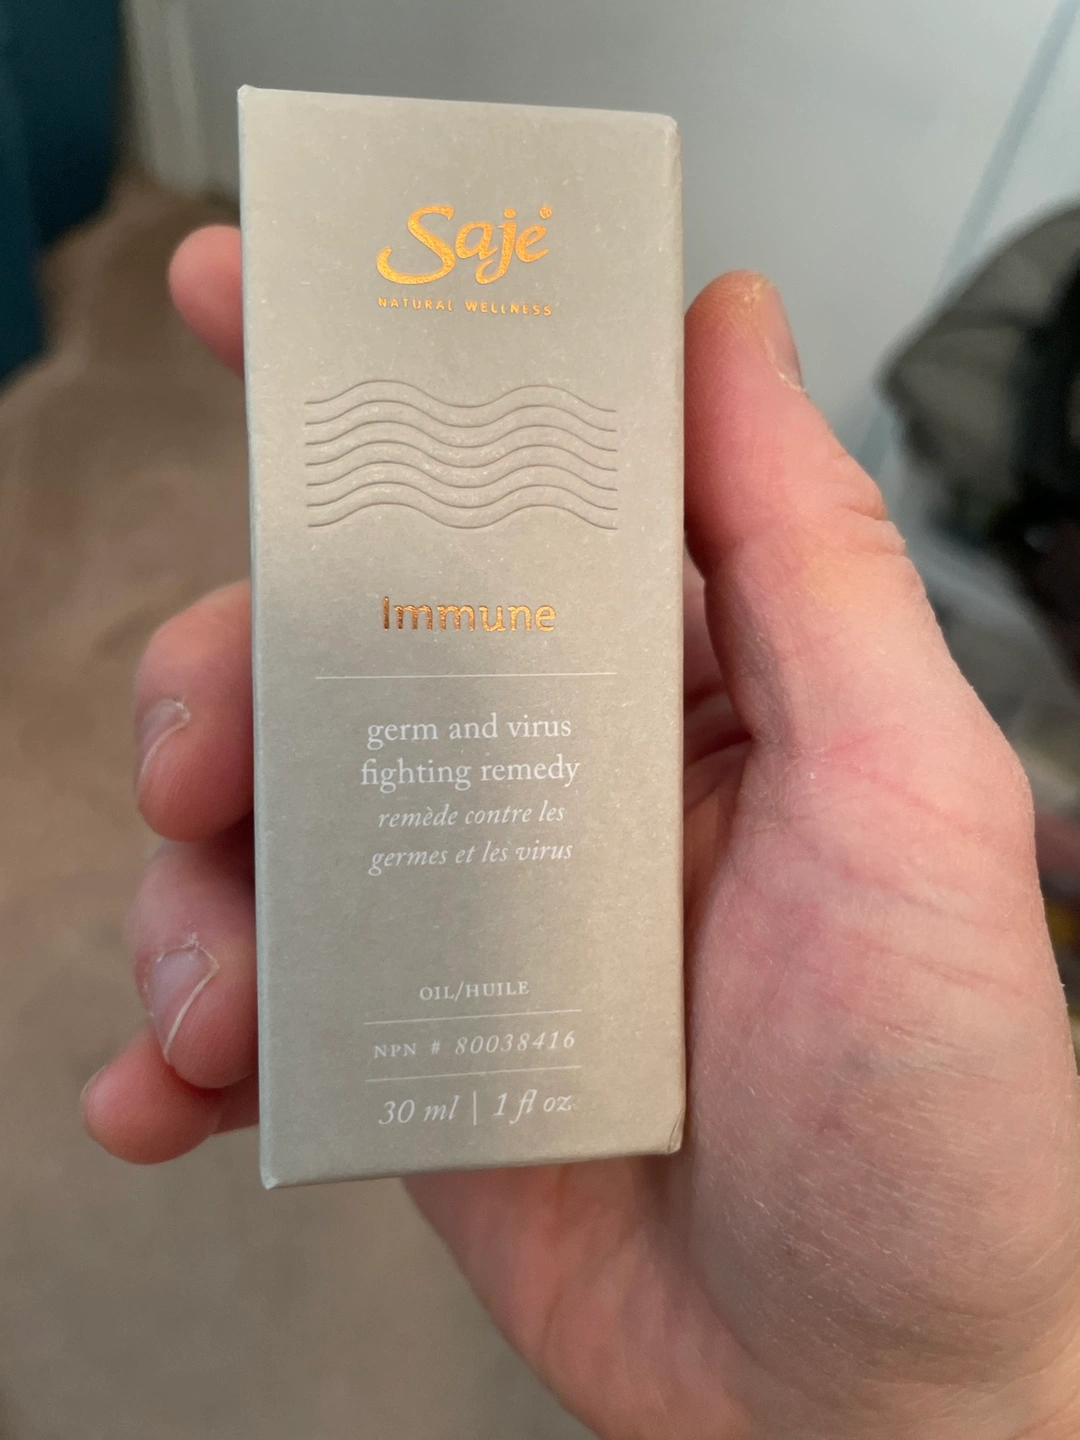 Saje®
NATURAL WELLNESS
Immune
germ and virus
fighting remedy
remède contre les
germes et les virus
OIL/HUILE
NPN # 80038416
30 ml | 1 fl oz